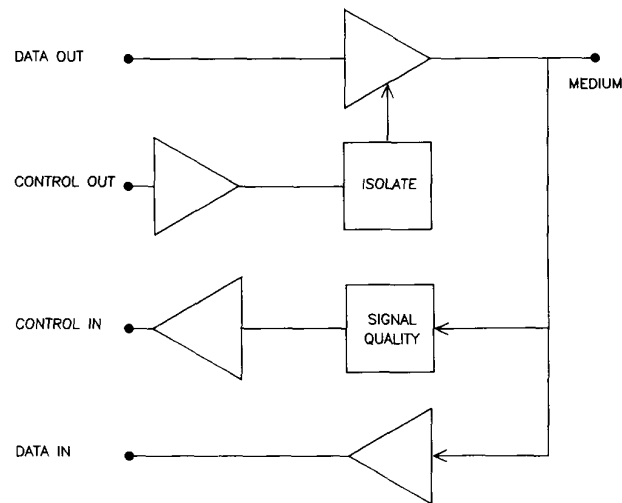 DATA OUT
MEDIUM
CONTROL OUT
ISOLATE
CONTROL IN
SIGNAL
QUALITY
DATA IN